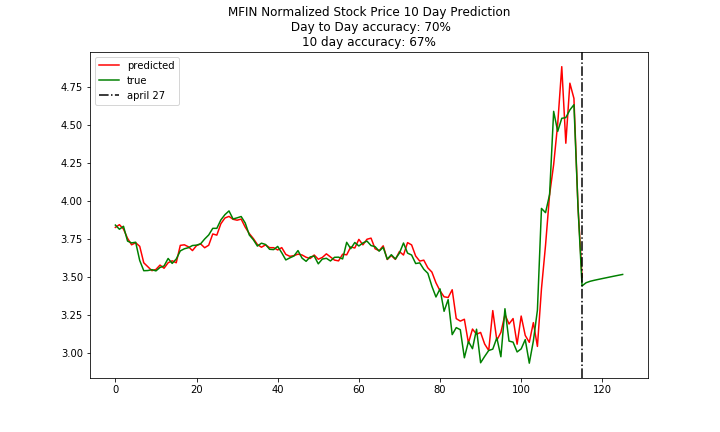 MFIN Normalized Stock Price 10 Day Prediction
Day to Day accuracy: 70%
10 day accuracy: 67%
predicted
true
april 27
4.75
4.50
4.25
4.00
3.75
3.50
3.25
3.00
0 20 40 60 80 100 120